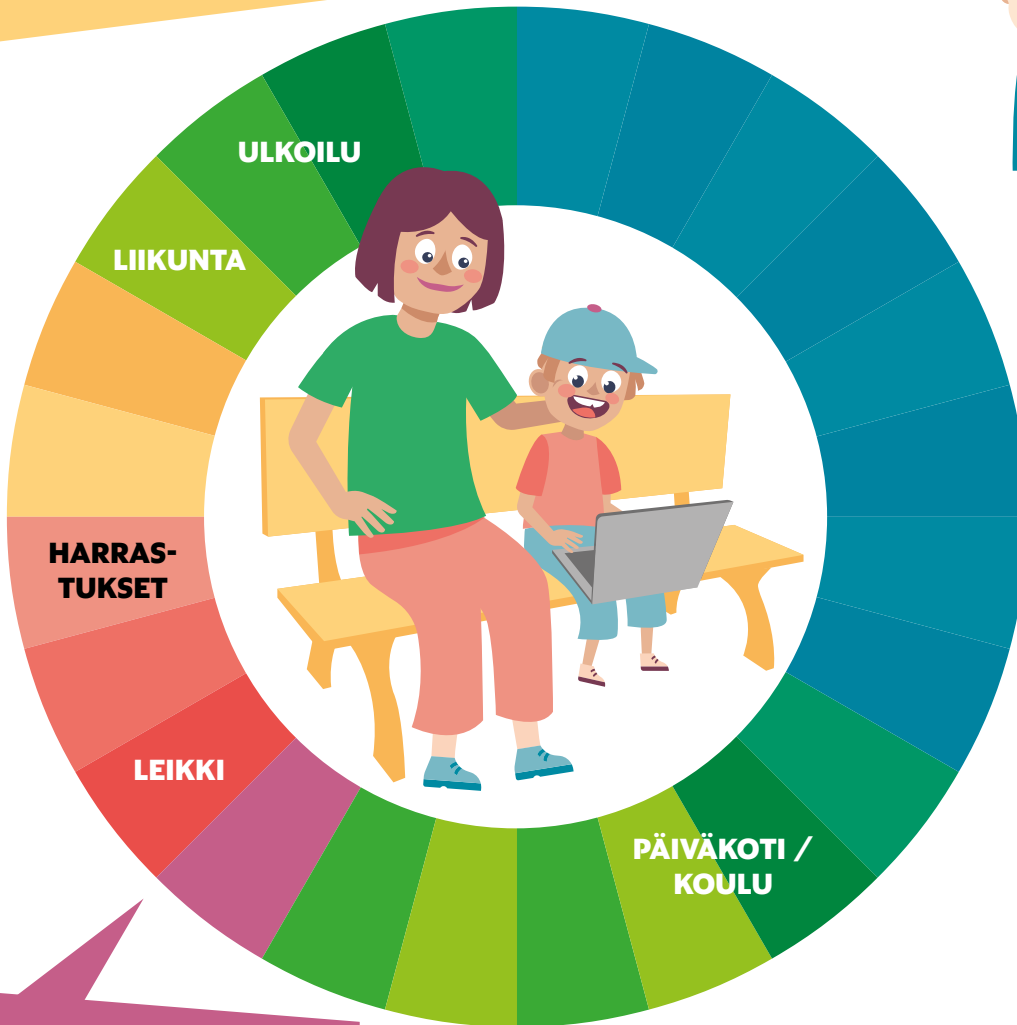 ULKOILU
LIIKUNTA
HARRAS-
TUKSET
LEIKKI
PÄIVÄKOTI /
KOULU